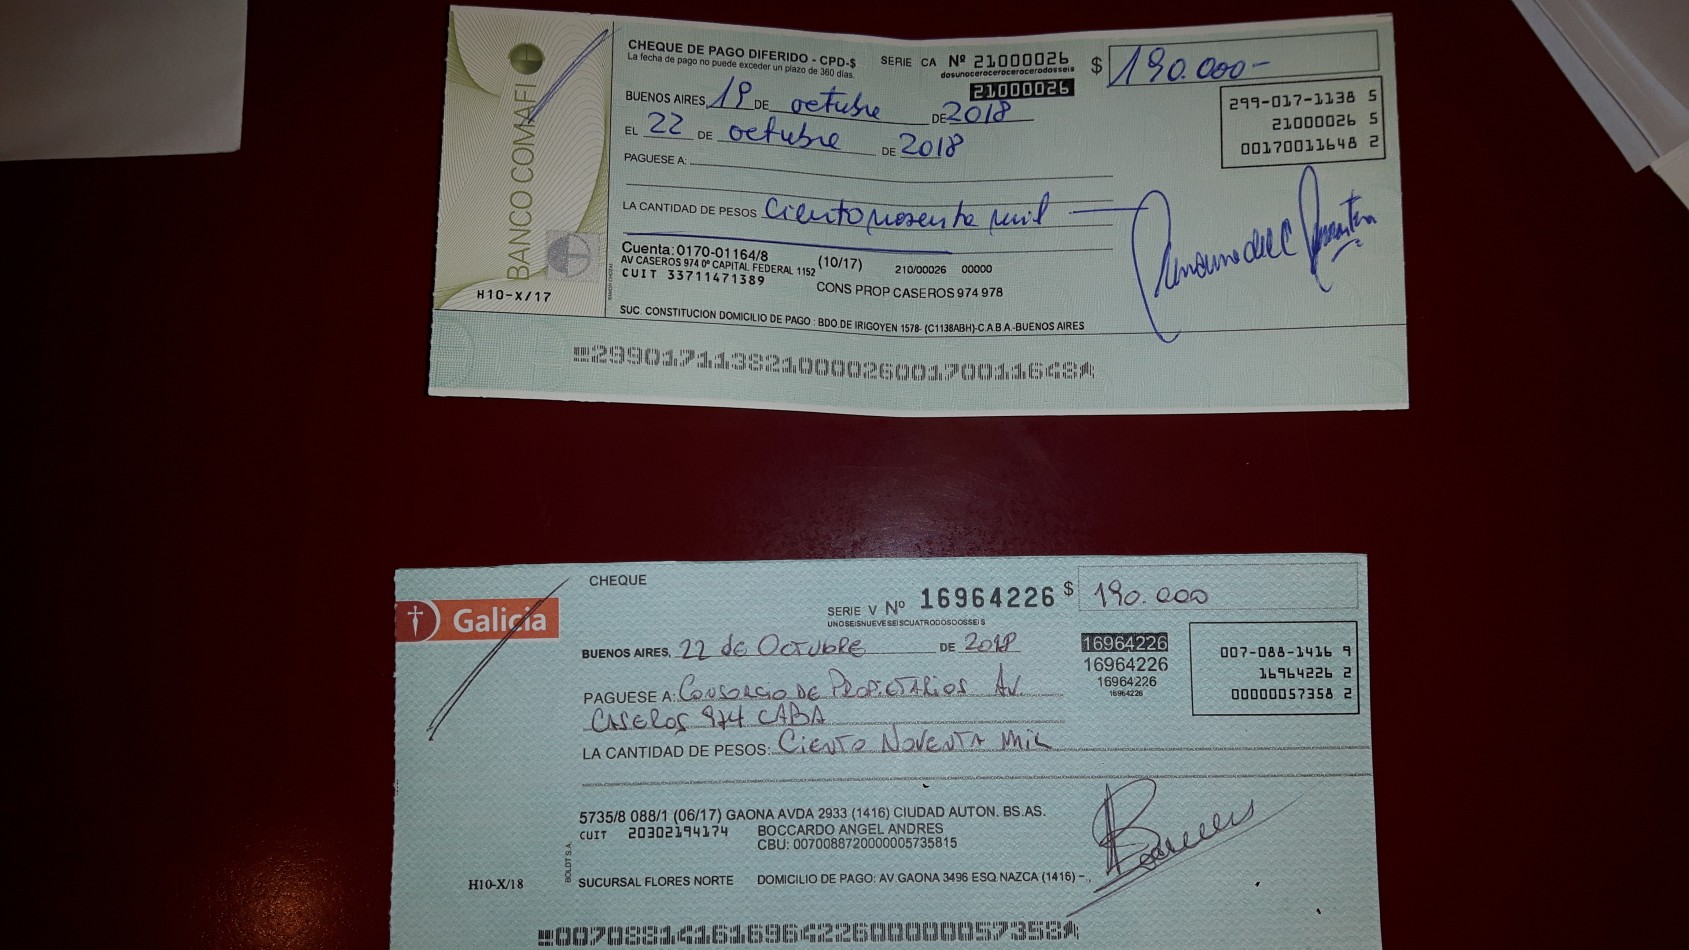 BANCO COMAFI
H10-X/17
CHEQUE DE PAGO DIFERIDO - CPD-$
La fecha de pago no puede exceder un plazo de 360 días.
SERIE CA Nº 21000026
dosunocerocerocerocerodosseis
21000026
$ 190.000-
299-017-1138 5
21000026 5
00170011648 2
BUENOS AIRES, 19 DE octubre DE 2018
EL 22 DE octubre DE 2018
PAGUESE A:
LA CANTIDAD DE PESOS Ciento noventa mil
Cuenta: 0170-01164/8 (10/17) 210/00026 00000
AV CASEROS 974 0º CAPITAL FEDERAL 1152
CUIT 33711471389 CONS PROP CASEROS 974 978
SUC. CONSTITUCION DOMICILIO DE PAGO : BDO DE IRIGOYEN 1578- (C1138ABH)-C.A.B.A.-BUENOS AIRES
29901711382100002600170011648
Galicia
H10-X/18
BOLDT S.A.
CHEQUE
SERIE V Nº 16964226
UNOSEISNUEVESEISCUATRODOSDOSSEIS
$ 190.000
BUENOS AIRES, 22 de OCTUBRE DE 2018
16964226
16964226
16964226
16964226
007-088-1416 9
16964226 2
00000057358 2
PAGUESE A: CONSORCIO DE PROPIETARIOS AV.
CASEROS 974 CABA
LA CANTIDAD DE PESOS: CIENTO NOVENTA MIL
5735/8 088/1 (06/17) GAONA AVDA 2933 (1416) CIUDAD AUTON. BS.AS.
CUIT 20302194174 BOCCARDO ANGEL ANDRES
CBU: 0070088720000005735815
SUCURSAL FLORES NORTE DOMICILIO DE PAGO: AV GAONA 3496 ESQ NAZCA (1416) -.
00708814161696422600000057358